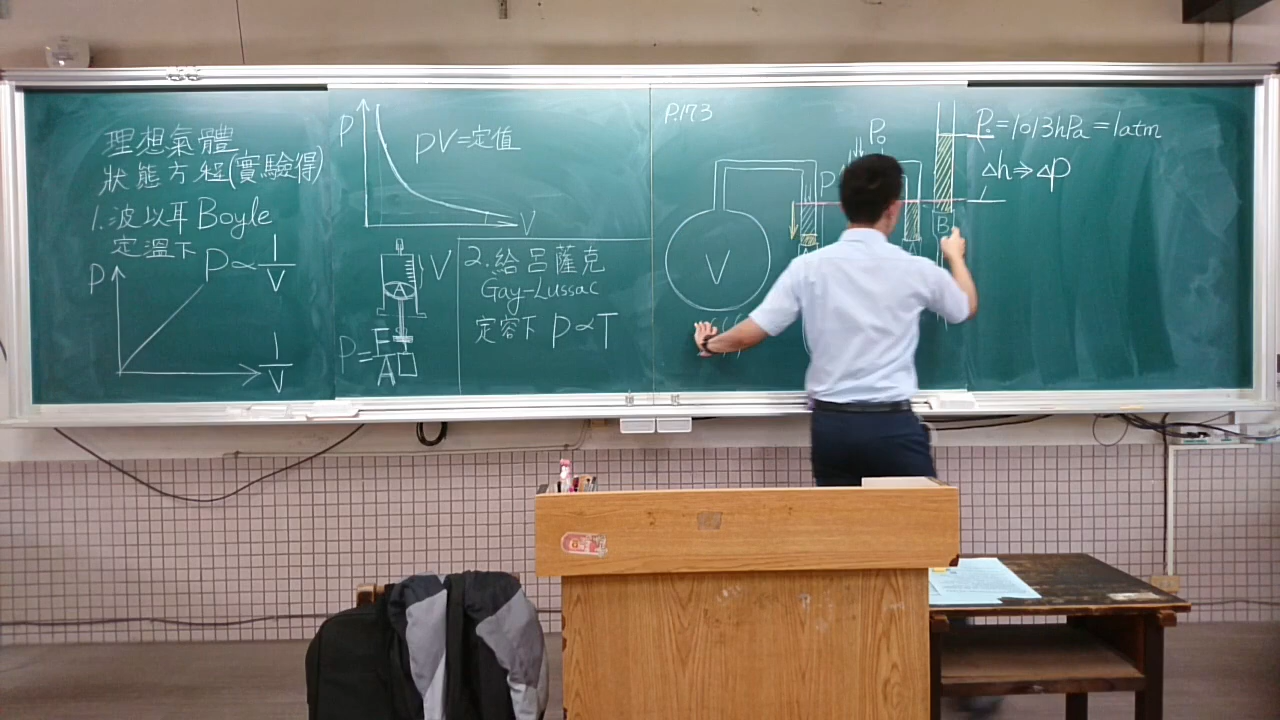 理想氣體
狀態方程(實驗得)
1.波以耳 Boyle
定溫下 P∝1/V
P
1/V
P
PV=定值
V
V
A
P=F/A
2.給呂薩克
Gay-Lussac
定容下 P∝T
P.173
V
P
P₀
B
P₀=1013hPa=1atm
Δh⇒ΔP